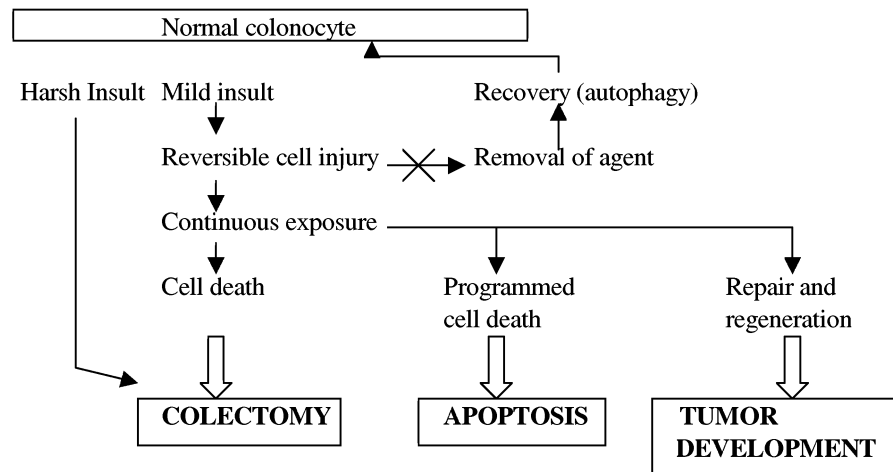 Normal colonocyte
Harsh Insult Mild insult Recovery (autophagy)
Reversible cell injury Removal of agent
Continuous exposure
Cell death Programmed Repair and
cell death regeneration
COLECTOMY APOPTOSIS TUMOR
DEVELOPMENT